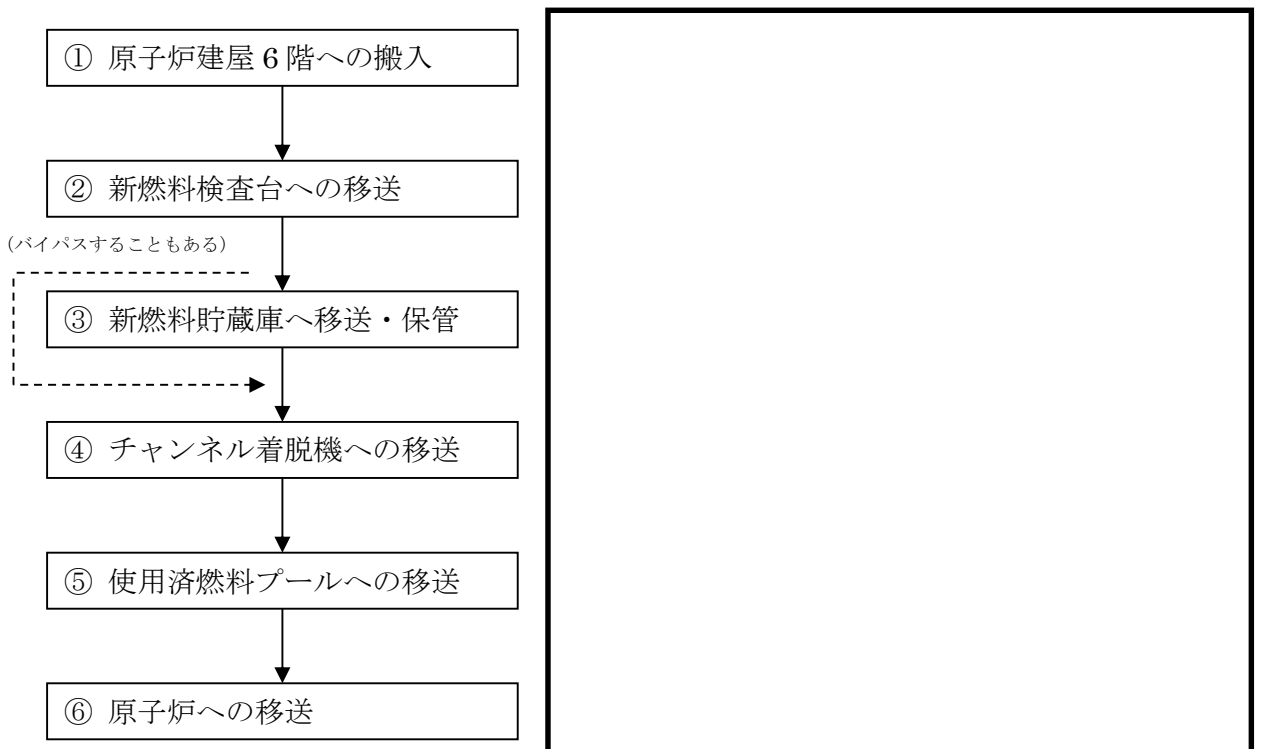 ① 原子炉建屋6階への搬入
② 新燃料検査台への移送
(バイパスすることもある)
③ 新燃料貯蔵庫へ移送・保管
④ チャンネル着脱機への移送
⑤ 使用済燃料プールへの移送
⑥ 原子炉への移送